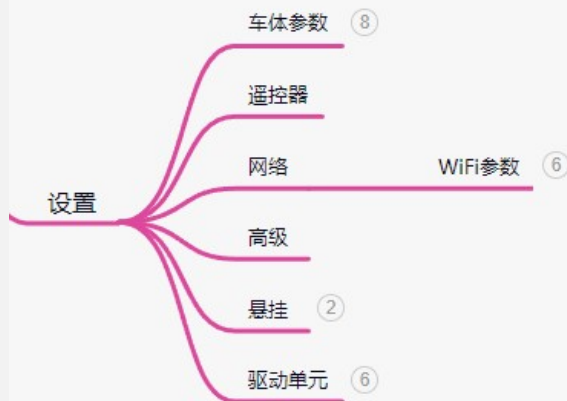 车体参数 8
遥控器
网络 WiFi参数 6
设置
高级
悬挂 2
驱动单元 6